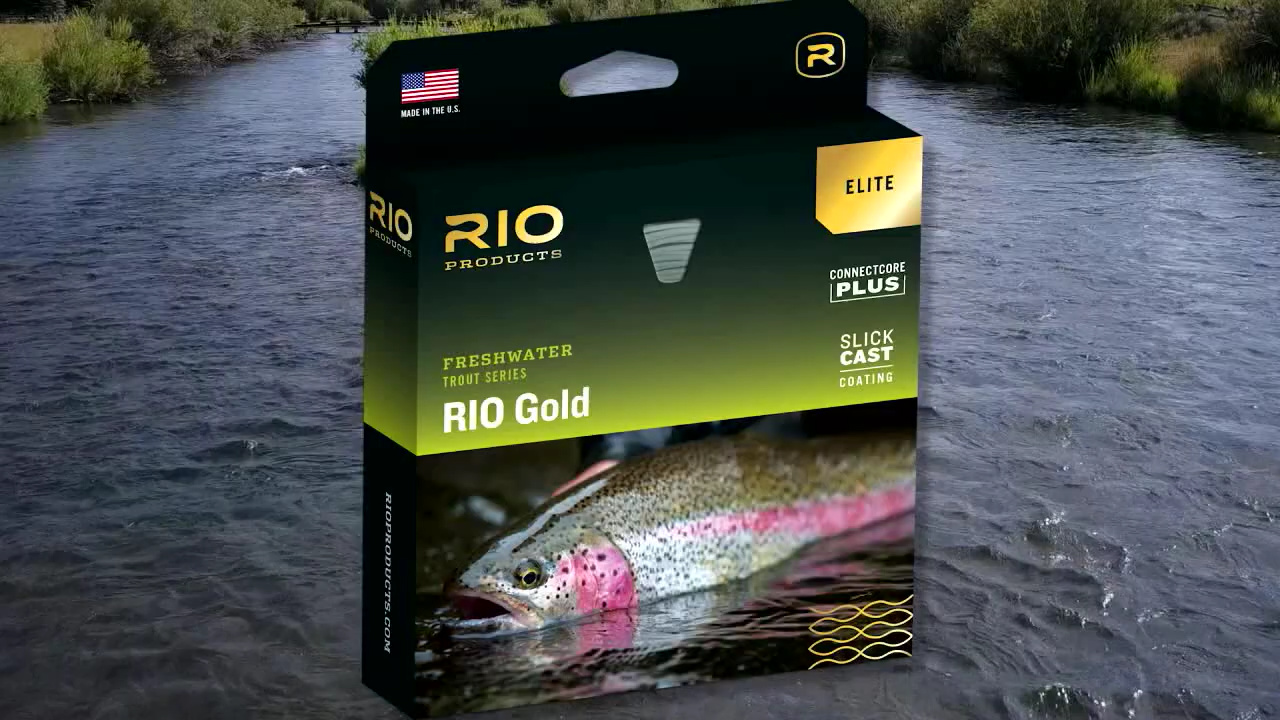 MADE IN THE U.S.
R
ELITE
RIO
PRODUCTS
RIO
PRODUCTS
CONNECTCORE
PLUS
SLICK
CAST
COATING
FRESHWATER
TROUT SERIES
RIO Gold
RIOPRODUCTS.COM